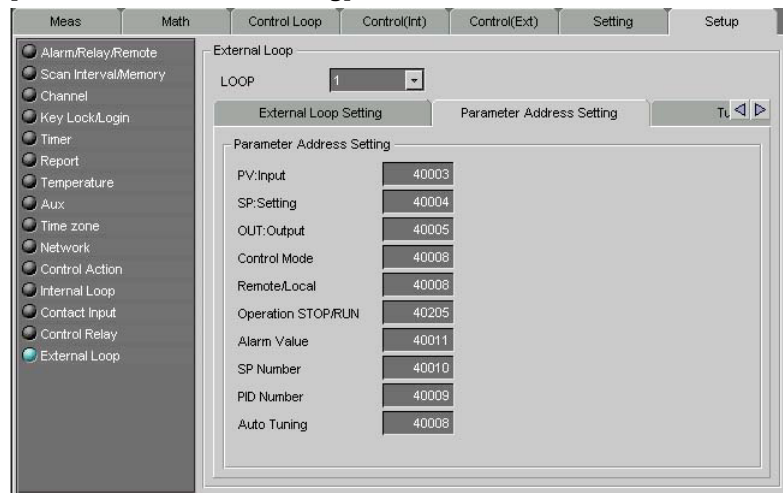 Meas Math Control Loop Control(Int) Control(Ext) Setting Setup
Alarm/Relay/Remote
Scan Interval/Memory
Channel
Key Lock/Login
Timer
Report
Temperature
Aux
Time zone
Network
Control Action
Internal Loop
Contact Input
Control Relay
External Loop
External Loop
LOOP 1
External Loop Setting Parameter Address Setting
Parameter Address Setting
PV:Input 40003
SP:Setting 40004
OUT:Output 40005
Control Mode 40008
Remote/Local 40008
Operation STOP/RUN 40205
Alarm Value 40011
SP Number 40010
PID Number 40009
Auto Tuning 40008